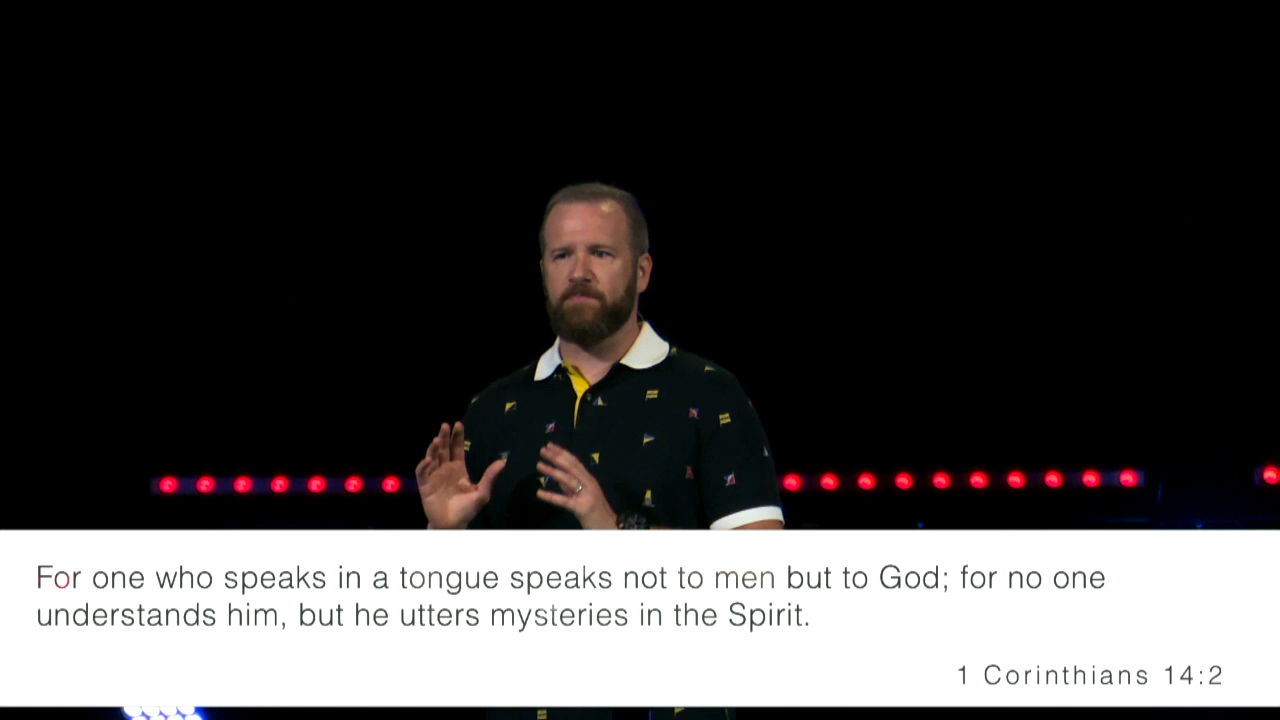 For one who speaks in a tongue speaks not to men but to God; for no one
understands him, but he utters mysteries in the Spirit.
1 Corinthians 14:2